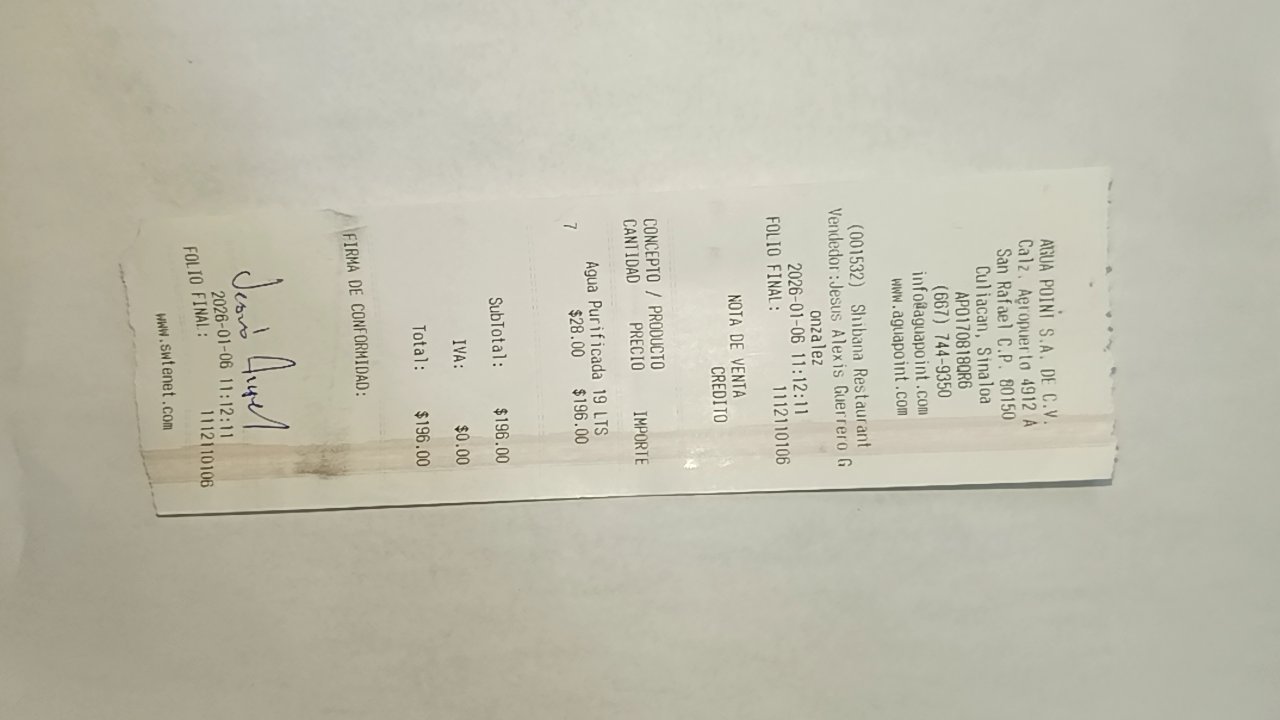 AGUA POINT S.A. DE C.V.
Calz. Aeropuerto 4912 A
San Rafael C.P. 80150
Culiacan, Sinaloa
APO170818QR6
(667) 744-9350
info@aguapoint.com
www.aguapoint.com
(001532) Shibana Restaurant
Vendedor:Jesus Alexis Guerrero G
onzalez
2026-01-06 11:12:11
FOLIO FINAL: 1112110106
NOTA DE VENTA
CREDITO
CONCEPTO / PRODUCTO
CANTIDAD PRECIO IMPORTE
Agua Purificada 19 LTS
7 $28.00 $196.00
SubTotal: $196.00
IVA: $0.00
Total: $196.00
FIRMA DE CONFORMIDAD:
Jesús Angel
2026-01-06 11:12:11
FOLIO FINAL: 1112110106
www.swtenet.com